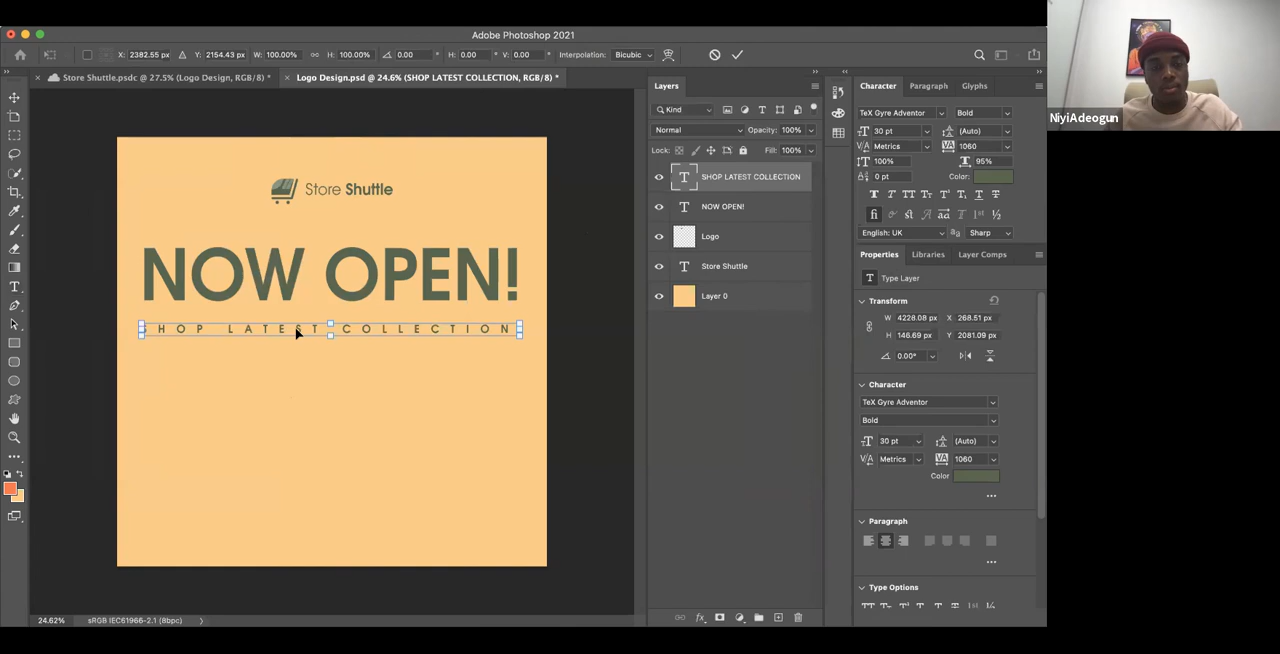 Adobe Photoshop 2021
X: 2382.55 px Y: 2154.43 px W: 100.00% H: 100.00% 0.00 ° H: 0.00 ° V: 0.00 ° Interpolation: Bicubic
Store Shuttle.psdc @ 27.5% (Logo Design, RGB/8) *
Logo Design.psd @ 24.6% (SHOP LATEST COLLECTION, RGB/8) *
Store Shuttle
NOW OPEN!
SHOP LATEST COLLECTION
24.62% sRGB IEC61966-2.1 (8bpc)
Layers
Kind
Normal Opacity: 100%
Lock: Fill: 100%
T SHOP LATEST COLLECTION
T NOW OPEN!
Logo
T Store Shuttle
Layer 0
fx
Character Paragraph Glyphs
TeX Gyre Adventor Bold
30 pt (Auto)
Metrics 1060
100% 95%
0 pt Color:
English: UK Sharp
Properties Libraries Layer Comps
T Type Layer
Transform
W 4228.08 px X 268.51 px
H 146.69 px Y 2081.09 px
0.00°
Character
TeX Gyre Adventor
Bold
30 pt (Auto)
Metrics 1060
Color
Paragraph
Type Options
NiyiAdeogun